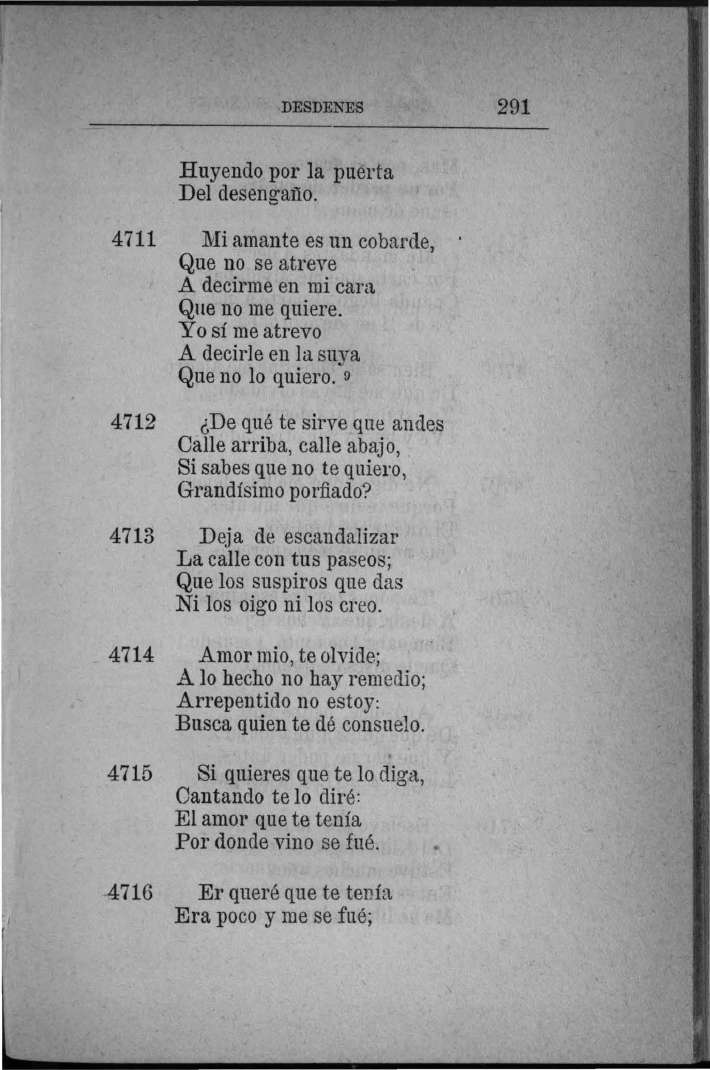 DESDENES 291
Huyendo por la puerta
Del desengaño.
4711 Mi amante es un cobarde,
Que no se atreve
A decirme en mi cara
Que no me quiere.
Yo sí me atrevo
A decirle en la suya
Que no lo quiero. 9
4712 ¿De qué te sirve que andes
Calle arriba, calle abajo,
Si sabes que no te quiero,
Grandísimo porfiado?
4713 Deja de escandalizar
La calle con tus paseos;
Que los suspiros que das
Ni los oigo ni los creo.
4714 Amor mio, te olvide;
A lo hecho no hay remedio;
Arrepentido no estoy:
Busca quien te dé consuelo.
4715 Si quieres que te lo diga,
Cantando te lo diré:
El amor que te tenía
Por donde vino se fué.
4716 Er queré que te tenía
Era poco y me se fué;